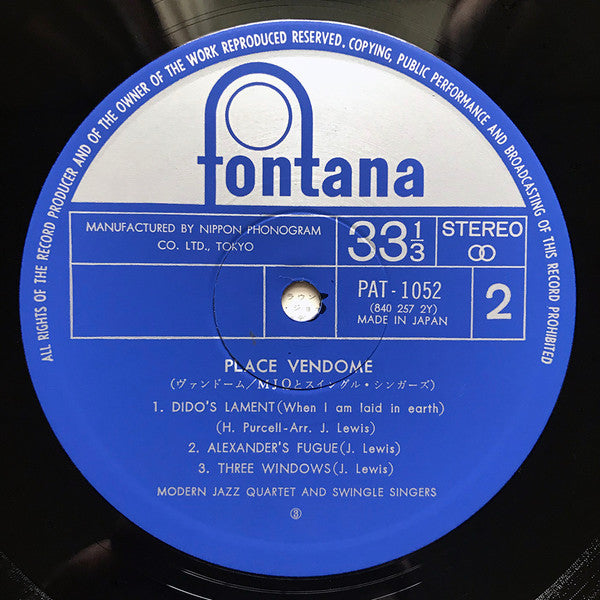 ALL RIGHTS OF THE RECORD PRODUCER AND OF THE OWNER OF THE WORK REPRODUCED RESERVED. COPYING, PUBLIC PERFORMANCE AND BROADCASTING OF THIS RECORD PROHIBITED
fontana
MANUFACTURED BY NIPPON PHONOGRAM
CO. LTD., TOKYO
33 1/3
STEREO
PAT-1052
(840 257 2Y)
MADE IN JAPAN
2
PLACE VENDOME
(ヴァンドーム/MJQとスイングル・シンガーズ)
1. DIDO'S LAMENT(When I am laid in earth)
(H. Purcell-Arr. J. Lewis)
2. ALEXANDER'S FUGUE(J. Lewis)
3. THREE WINDOWS(J. Lewis)
MODERN JAZZ QUARTET AND SWINGLE SINGERS
③